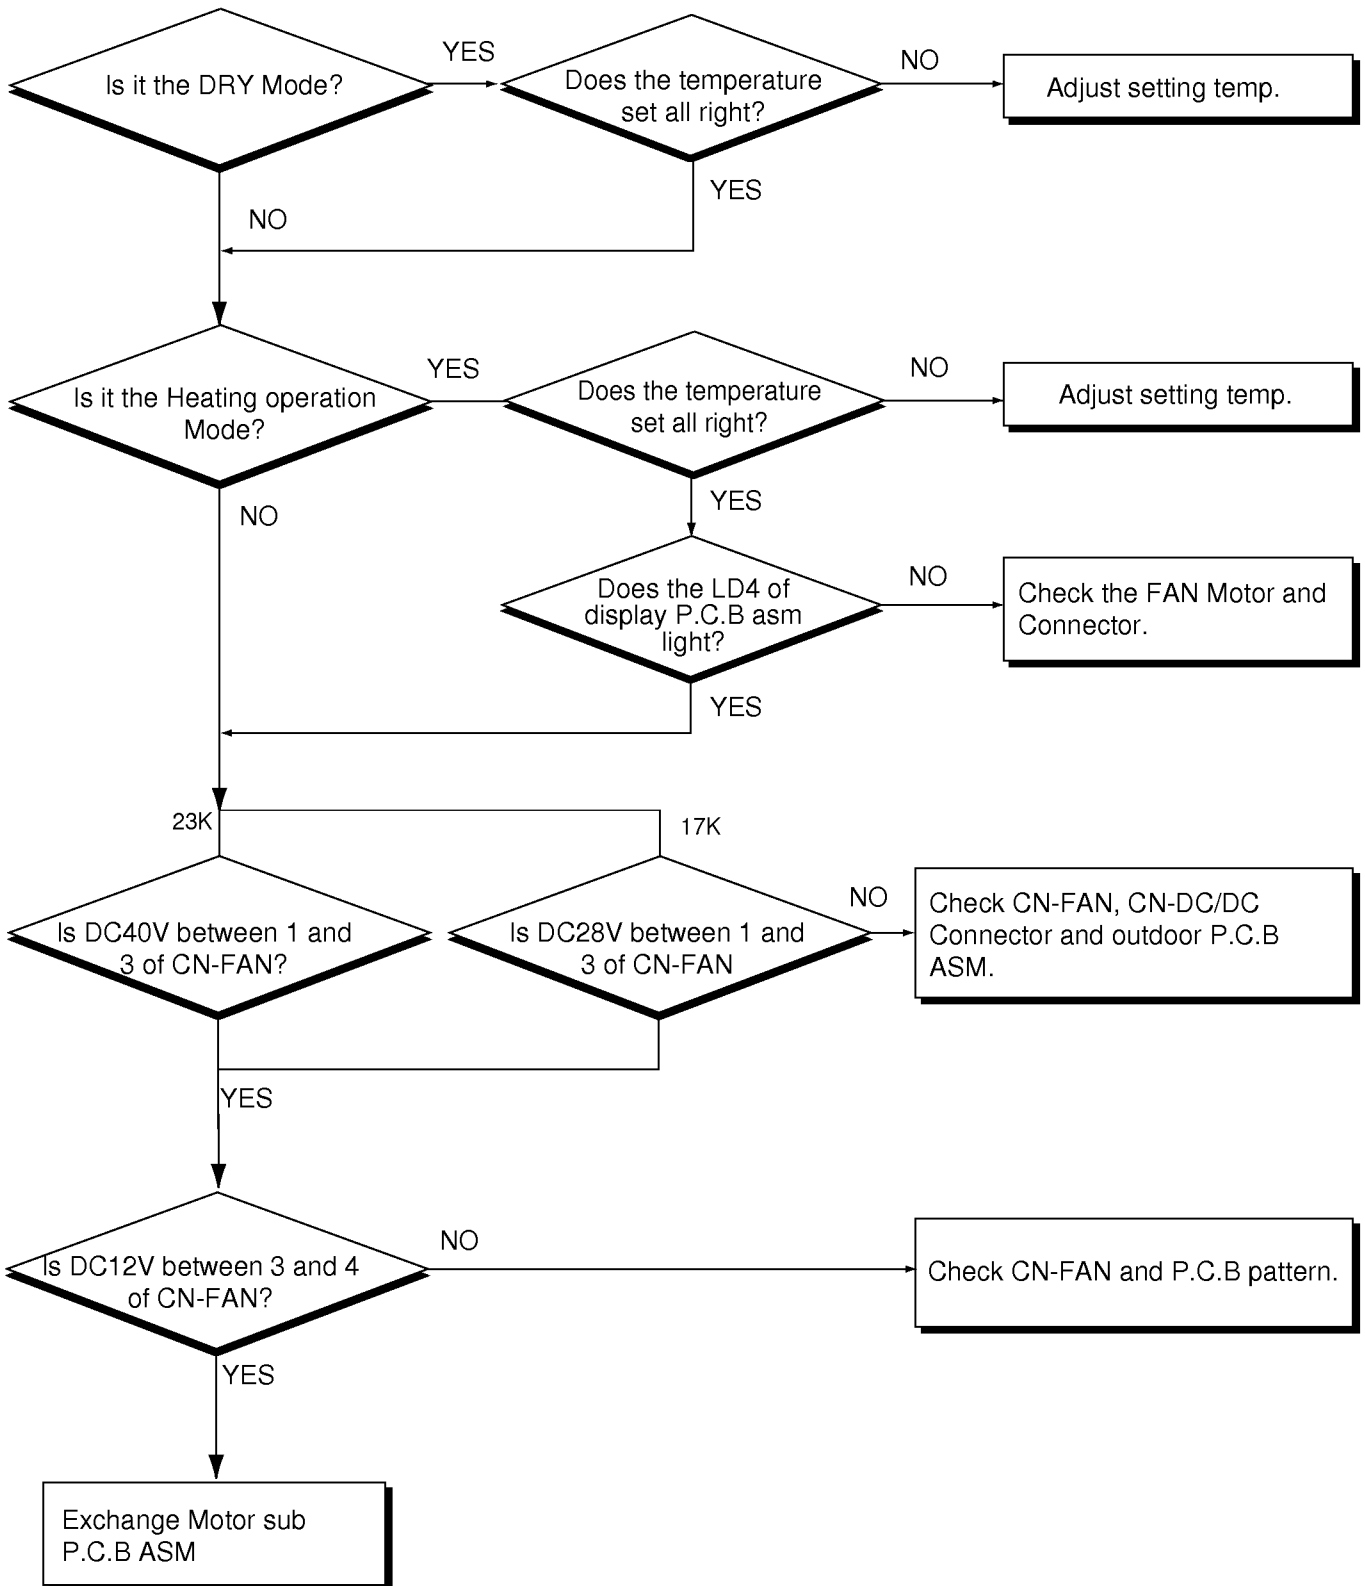 Is it the DRY Mode?
YES
Does the temperature
set all right?
NO
Adjust setting temp.
YES
NO
Is it the Heating operation
Mode?
YES
Does the temperature
set all right?
NO
Adjust setting temp.
YES
NO
Does the LD4 of
display P.C.B asm
light?
NO
Check the FAN Motor and
Connector.
YES
23K
17K
Is DC40V between 1 and
3 of CN-FAN?
Is DC28V between 1 and
3 of CN-FAN
NO
Check CN-FAN, CN-DC/DC
Connector and outdoor P.C.B
ASM.
YES
Is DC12V between 3 and 4
of CN-FAN?
NO
Check CN-FAN and P.C.B pattern.
YES
Exchange Motor sub
P.C.B ASM